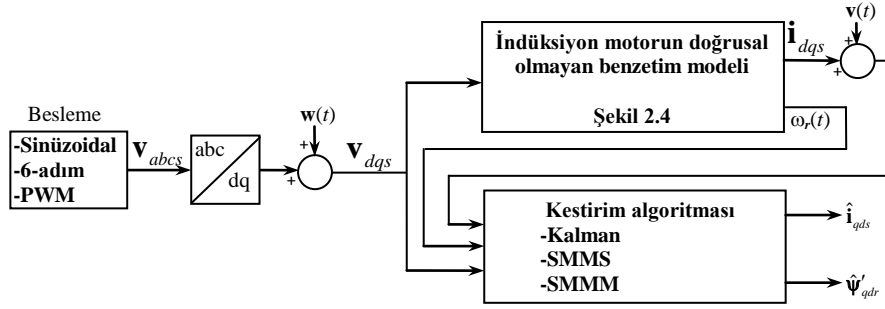 v(t)
+
+
İndüksiyon motorun doğrusal
olmayan benzetim modeli
Şekil 2.4
i_dqs
ω_r(t)
Besleme
-Sinüzoidal
-6-adım
-PWM
v_abcs
abc
dq
w(t)
+
+
v_dqs
Kestirim algoritması
-Kalman
-SMMS
-SMMM
î_qds
ψ̂'_qdr